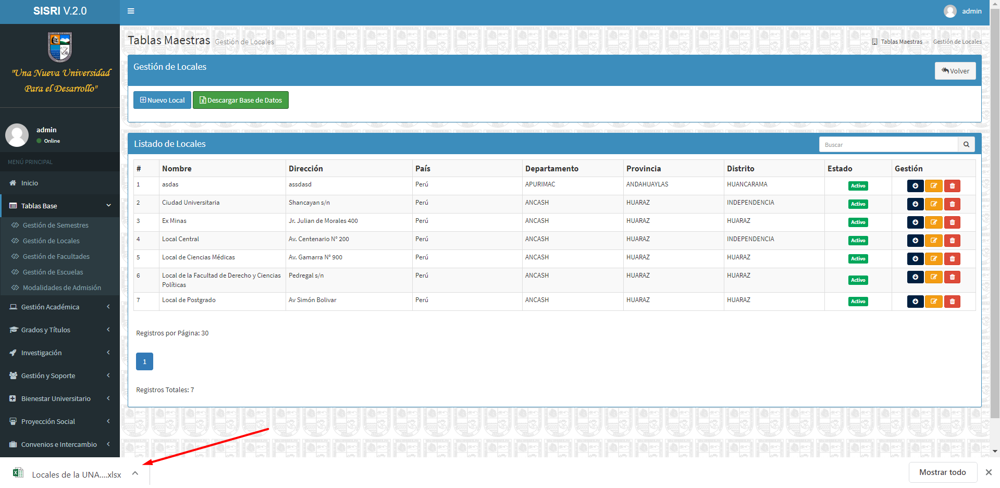 SISRI V.2.0
admin
"Una Nueva Universidad
Para el Desarrollo"
admin
Online
MENÚ PRINCIPAL
Inicio
Tablas Base
Gestión de Semestres
Gestión de Locales
Gestión de Facultades
Gestión de Escuelas
Modalidades de Admisión
Gestión Académica
Grados y Títulos
Investigación
Gestión y Soporte
Bienestar Universitario
Proyección Social
Convenios e Intercambio
Tablas Maestras Gestión de Locales
Tablas Maestras > Gestión de Locales
Gestión de Locales
Volver
Nuevo Local
Descargar Base de Datos
Listado de Locales
Buscar
# Nombre Dirección País Departamento Provincia Distrito Estado Gestión
1 asdas assdasd Perú APURIMAC ANDAHUAYLAS HUANCARAMA Activo
2 Ciudad Universitaria Shancayan s/n Perú ANCASH HUARAZ INDEPENDENCIA Activo
3 Ex Minas Jr. Julian de Morales 400 Perú ANCASH HUARAZ HUARAZ Activo
4 Local Central Av. Centenario N° 200 Perú ANCASH HUARAZ INDEPENDENCIA Activo
5 Local de Ciencias Médicas Av. Gamarra N° 900 Perú ANCASH HUARAZ HUARAZ Activo
6 Local de la Facultad de Derecho y Ciencias Pedregal s/n Perú ANCASH HUARAZ HUARAZ Activo
Políticas
7 Local de Postgrado Av Simón Bolivar Perú ANCASH HUARAZ HUARAZ Activo
Registros por Página: 30
1
Registros Totales: 7
Locales de la UNA....xlsx
Mostrar todo